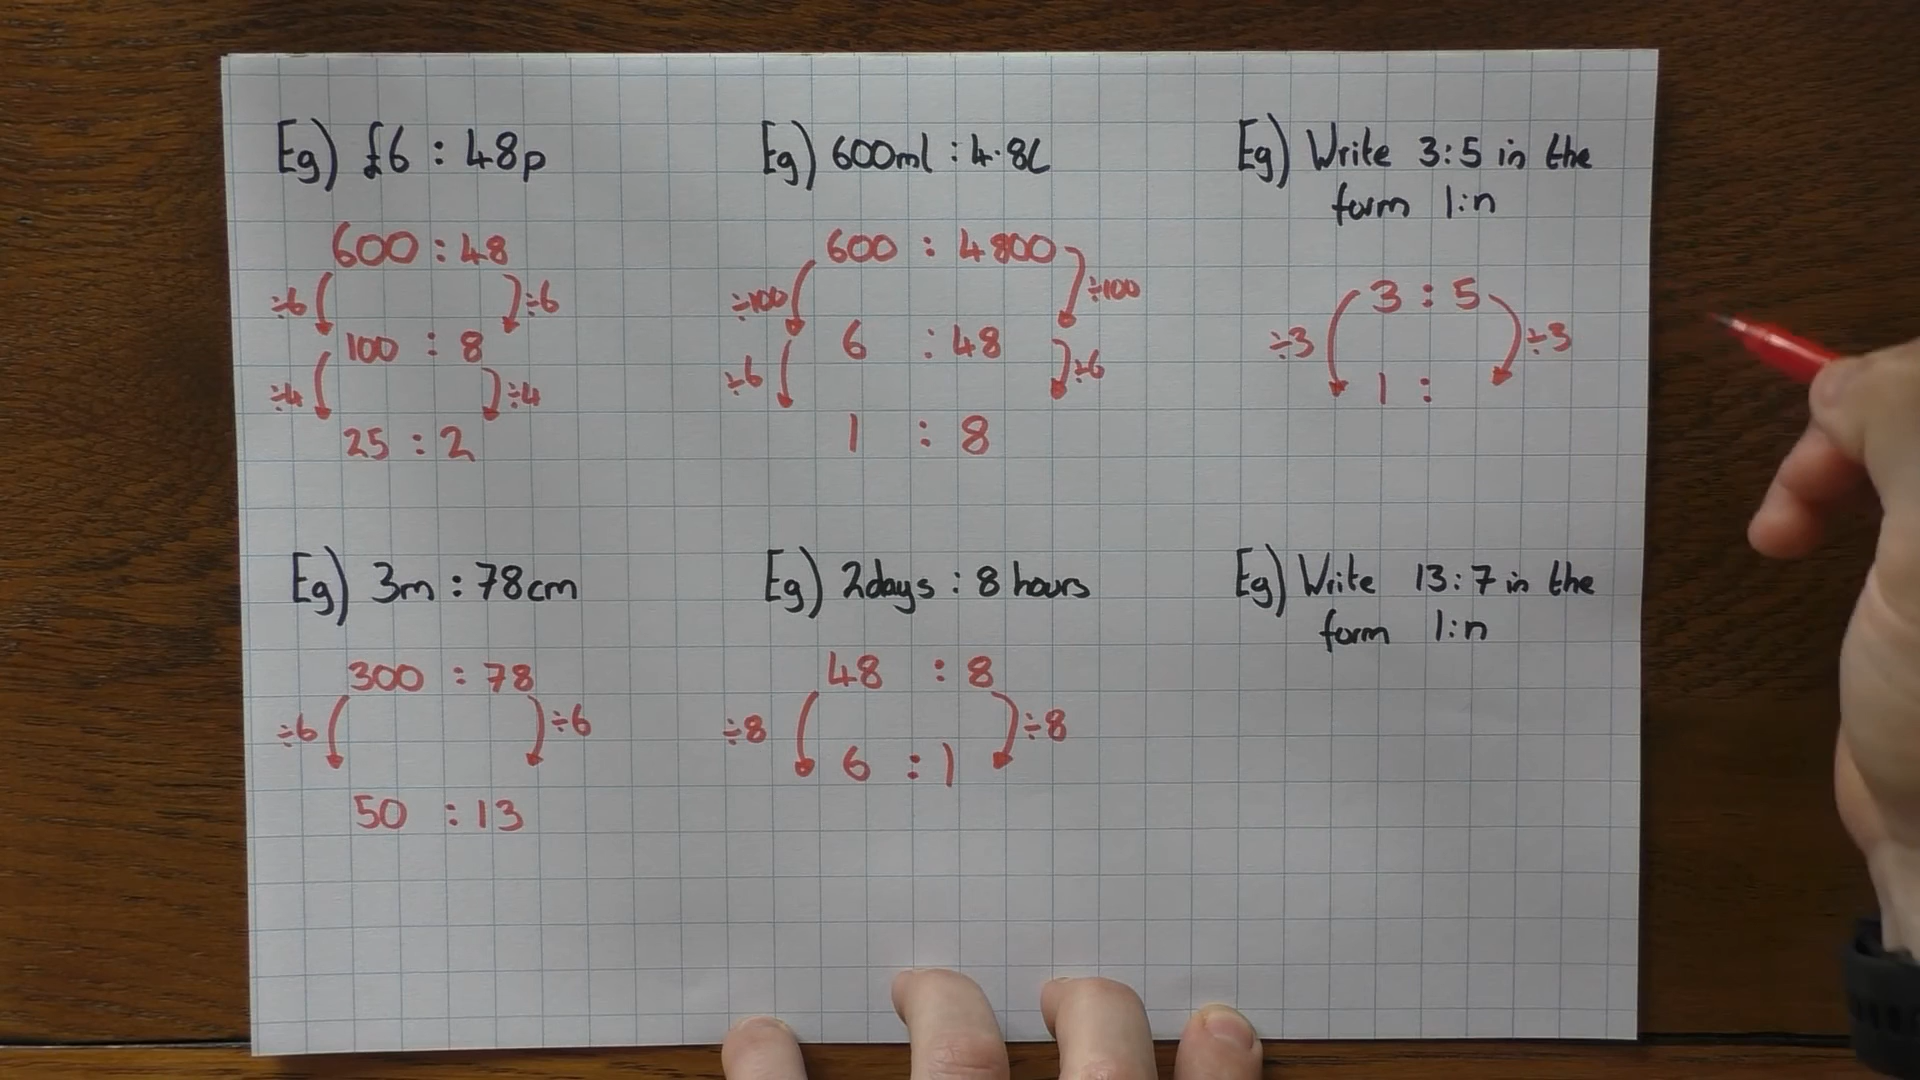 Eg) £6 : 48p
600 : 48
÷6 ÷6
100 : 8
÷4 ÷4
25 : 2
Eg) 600ml : 4.8L
600 : 4800
÷100 ÷100
6 : 48
÷6 ÷6
1 : 8
Eg) Write 3:5 in the
form 1:n
3 : 5
÷3 ÷3
1 :
Eg) 3m : 78cm
300 : 78
÷6 ÷6
50 : 13
Eg) 2days : 8 hours
48 : 8
÷8 ÷8
6 : 1
Eg) Write 13:7 in the
form 1:n